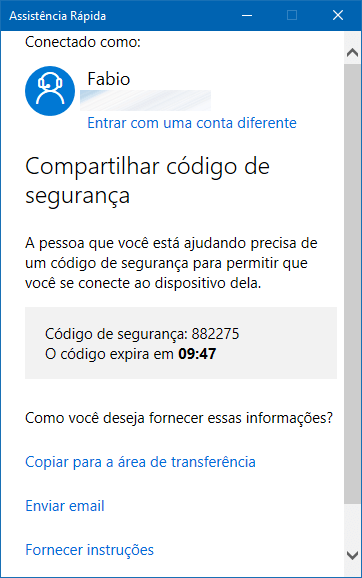 Assistência Rápida
Conectado como:
Fabio
Entrar com uma conta diferente
Compartilhar código de
segurança
A pessoa que você está ajudando precisa de
um código de segurança para permitir que
você se conecte ao dispositivo dela.
Código de segurança: 882275
O código expira em 09:47
Como você deseja fornecer essas informações?
Copiar para a área de transferência
Enviar email
Fornecer instruções